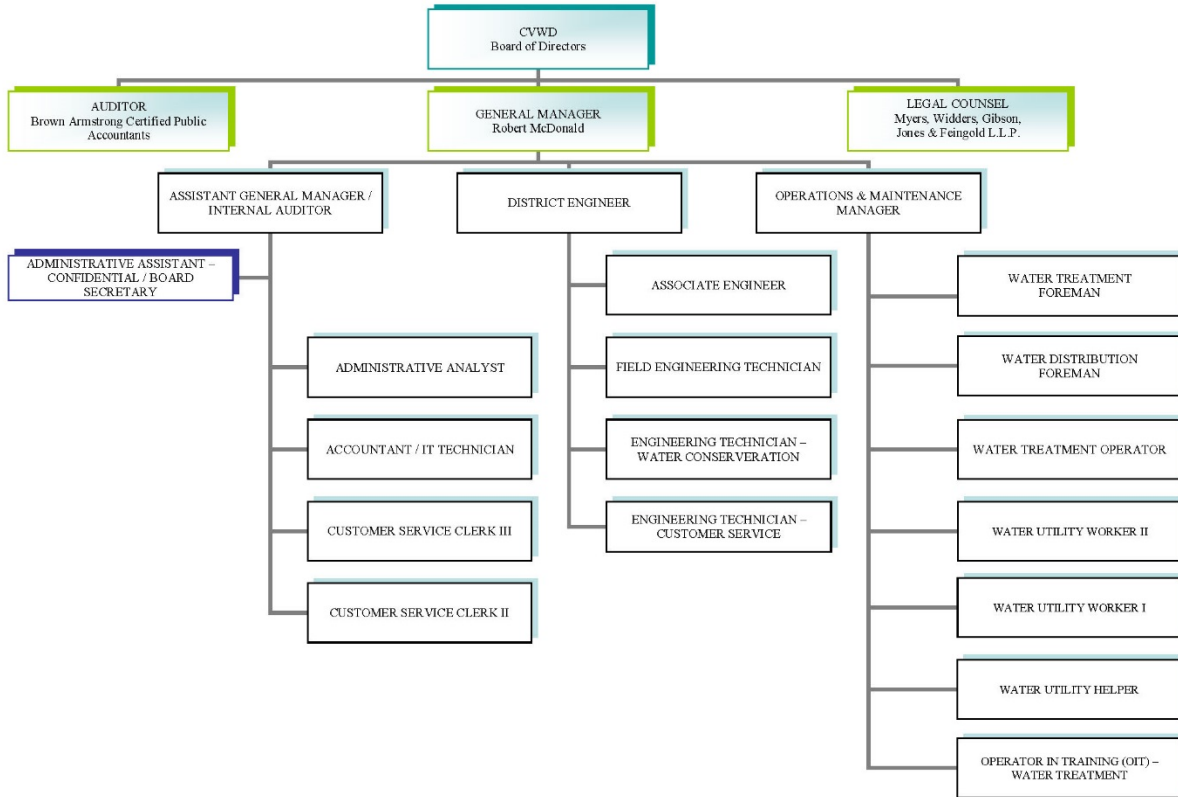 CVWD
Board of Directors
AUDITOR
Brown Armstrong Certified Public
Accountants
GENERAL MANAGER
Robert McDonald
LEGAL COUNSEL
Myers, Widders, Gibson,
Jones & Feingold L.L.P.
ASSISTANT GENERAL MANAGER /
INTERNAL AUDITOR
DISTRICT ENGINEER
OPERATIONS & MAINTENANCE
MANAGER
ADMINISTRATIVE ASSISTANT –
CONFIDENTIAL / BOARD
SECRETARY
ADMINISTRATIVE ANALYST
ACCOUNTANT / IT TECHNICIAN
CUSTOMER SERVICE CLERK III
CUSTOMER SERVICE CLERK II
ASSOCIATE ENGINEER
FIELD ENGINEERING TECHNICIAN
ENGINEERING TECHNICIAN –
WATER CONSERVERATION
ENGINEERING TECHNICIAN –
CUSTOMER SERVICE
WATER TREATMENT
FOREMAN
WATER DISTRIBUTION
FOREMAN
WATER TREATMENT OPERATOR
WATER UTILITY WORKER II
WATER UTILITY WORKER I
WATER UTILITY HELPER
OPERATOR IN TRAINING (OIT) –
WATER TREATMENT